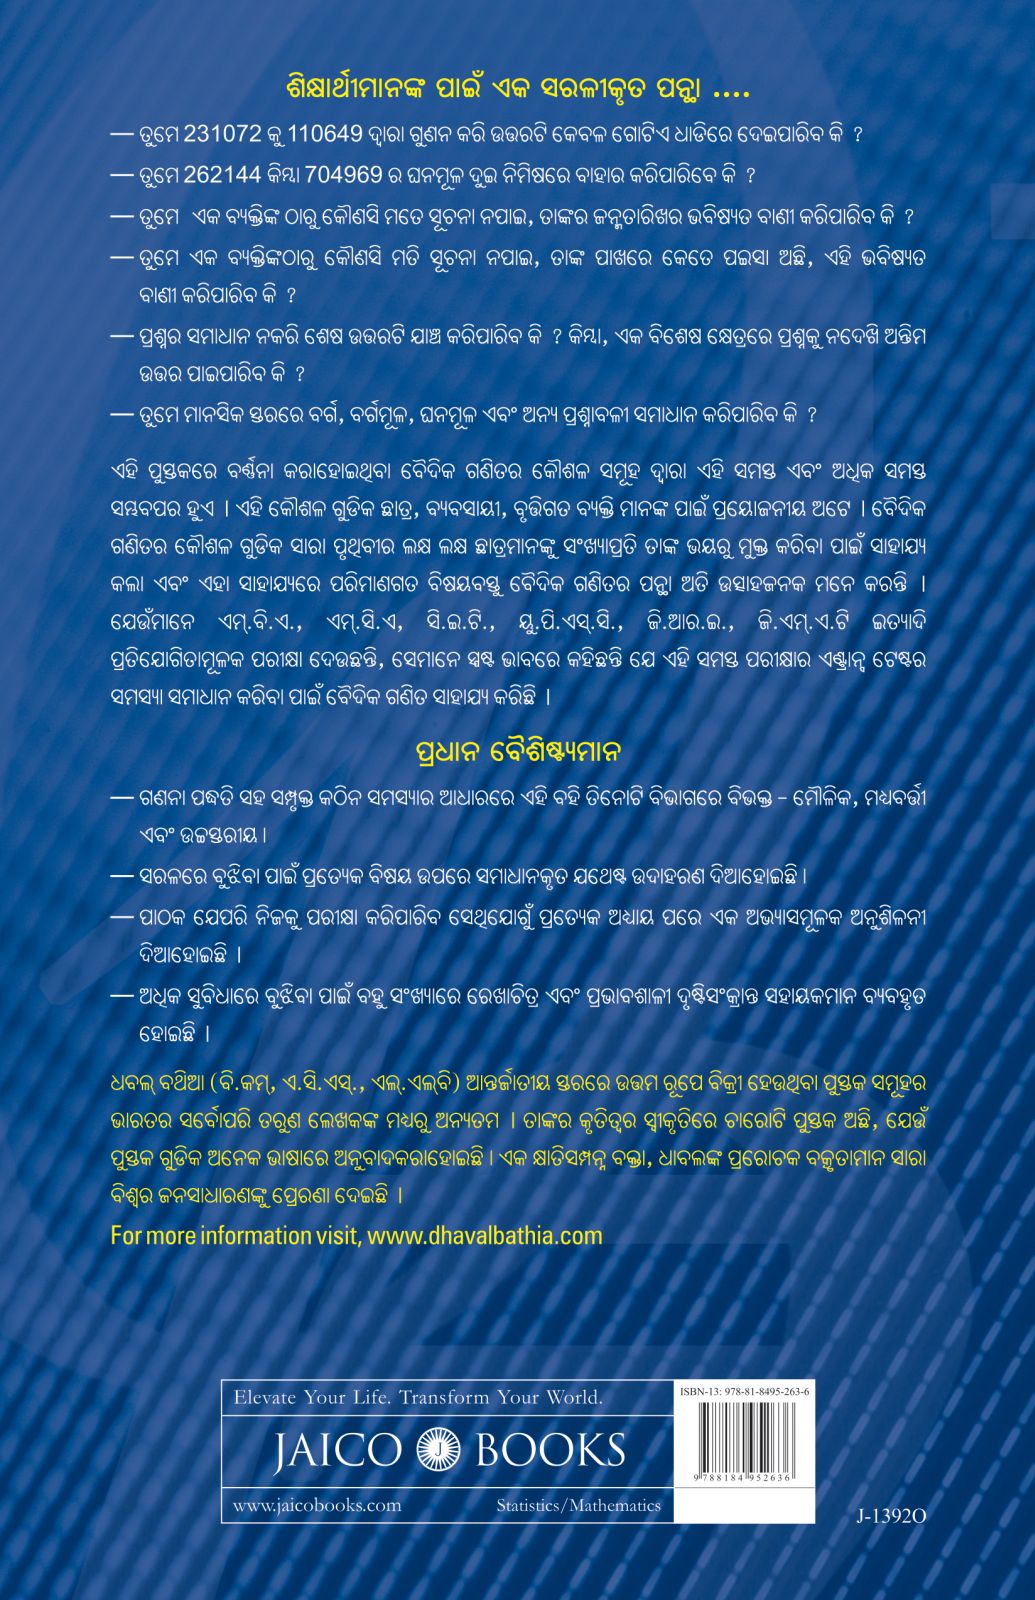 ଶିକ୍ଷାର୍ଥୀମାନଙ୍କ ପାଇଁ ଏକ ସରଳୀକୃତ ପନ୍ଥା ....
— ତୁମେ 231072 କୁ 110649 ଦ୍ୱାରା ଗୁଣନ କରି ଉତ୍ତରଟି କେବଳ ଗୋଟିଏ ଧାଡିରେ ଦେଇପାରିବ କି ?
— ତୁମେ 262144 କିମ୍ଭା 704969 ର ଘନମୂଳ ଦୁଇ ନିମିଷରେ ବାହାର କରିପାରିବେ କି ?
— ତୁମେ ଏକ ବ୍ୟକ୍ତିଙ୍କ ଠାରୁ କୌଣସି ମତେ ସୂଚନା ନପାଇ, ତାଙ୍କର ଜନ୍ମତାରିଖର ଭବିଷ୍ୟତ ବାଣୀ କରିପାରିବ କି ?
— ତୁମେ ଏକ ବ୍ୟକ୍ତିଙ୍କଠାରୁ କୌଣସି ମତି ସୂଚନା ନପାଇ, ତାଙ୍କ ପାଖରେ କେତେ ପଇସା ଅଛି, ଏହି ଭବିଷ୍ୟତ
ବାଣୀ କରିପାରିବ କି ?
— ପ୍ରଶ୍ନର ସମାଧାନ ନକରି ଶେଷ ଉତ୍ତରଟି ଯାଞ୍ଚ କରିପାରିବ କି ? କିମ୍ଭା, ଏକ ବିଶେଷ କ୍ଷେତ୍ରରେ ପ୍ରଶ୍ନକୁ ନଦେଖି ଅନ୍ତିମ
ଉତ୍ତର ପାଇପାରିବ କି ?
— ତୁମେ ମାନସିକ ସ୍ତରରେ ବର୍ଗ, ବର୍ଗମୂଳ, ଘନମୂଳ ଏବଂ ଅନ୍ୟ ପ୍ରଶ୍ନାବଳୀ ସମାଧାନ କରିପାରିବ କି ?
ଏହି ପୁସ୍ତକରେ ବର୍ଣ୍ଣନା କରାହୋଇଥିବା ବୈଦିକ ଗଣିତର କୌଶଳ ସମୂହ ଦ୍ୱାରା ଏହି ସମସ୍ତ ଏବଂ ଅଧିକ ସମସ୍ତ
ସମ୍ଭବପର ହୁଏ । ଏହି କୌଶଳ ଗୁଡିକ ଛାତ୍ର, ବ୍ୟବସାୟୀ, ବୃତ୍ତିଗତ ବ୍ୟକ୍ତି ମାନଙ୍କ ପାଇଁ ପ୍ରୟୋଜନୀୟ ଅଟେ । ବୈଦିକ
ଗଣିତର କୌଶଳ ଗୁଡିକ ସାରା ପୃଥିବୀର ଲକ୍ଷ ଲକ୍ଷ ଛାତ୍ରମାନଙ୍କୁ ସଂଖ୍ୟାପ୍ରତି ତାଙ୍କ ଭୟରୁ ମୁକ୍ତ କରିବା ପାଇଁ ସାହାଯ୍ୟ
କଲା ଏବଂ ଏହା ସାହାଯ୍ୟରେ ପରିମାଣଗତ ବିଷୟବସ୍ତୁ ବୈଦିକ ଗଣିତର ପନ୍ଥା ଅତି ଉତ୍ସାହଜନକ ମନେ କରନ୍ତି ।
ଯେଉଁମାନେ ଏମ୍.ବି.ଏ., ଏମ୍.ସି.ଏ, ସି.ଇ.ଟି., ୟୁ.ପି.ଏସ୍.ସି., ଜି.ଆର.ଇ., ଜି.ଏମ୍.ଏ.ଟି ଇତ୍ୟାଦି
ପ୍ରତିଯୋଗିତାମୂଳକ ପରୀକ୍ଷା ଦେଉଛନ୍ତି, ସେମାନେ ସ୍ପଷ୍ଟ ଭାବରେ କହିଛନ୍ତି ଯେ ଏହି ସମସ୍ତ ପରୀକ୍ଷାର ଏଣ୍ଟ୍ରାନ୍ସ ଟେଷ୍ଟର
ସମସ୍ୟା ସମାଧାନ କରିବା ପାଇଁ ବୈଦିକ ଗଣିତ ସାହାଯ୍ୟ କରିଛି ।
ପ୍ରଧାନ ବୈଶିଷ୍ଟ୍ୟମାନ
— ଗଣନା ପଦ୍ଧତି ସହ ସମ୍ପୃକ୍ତ କଠିନ ସମସ୍ୟାର ଆଧାରରେ ଏହି ବହି ତିନୋଟି ବିଭାଗରେ ବିଭକ୍ତ – ମୌଳିକ, ମଧ୍ୟବର୍ତ୍ତୀ
ଏବଂ ଉଚ୍ଚସ୍ତରୀୟ।
— ସରଳରେ ବୁଝିବା ପାଇଁ ପ୍ରତ୍ୟେକ ବିଷୟ ଉପରେ ସମାଧାନକୃତ ଯଥେଷ୍ଟ ଉଦାହରଣ ଦିଆହୋଇଛି।
— ପାଠକ ଯେପରି ନିଜକୁ ପରୀକ୍ଷା କରିପାରିବ ସେଥିଯୋଗୁଁ ପ୍ରତ୍ୟେକ ଅଧ୍ୟାୟ ପରେ ଏକ ଅଭ୍ୟାସମୂଳକ ଅନୁଶିଳନୀ
ଦିଆହୋଇଛି ।
— ଅଧିକ ସୁବିଧାରେ ବୁଝିବା ପାଇଁ ବହୁ ସଂଖ୍ୟାରେ ରେଖାଚିତ୍ର ଏବଂ ପ୍ରଭାବଶାଳୀ ଦୃଷ୍ଟିସଂକ୍ରାନ୍ତ ସହାୟକମାନ ବ୍ୟବହୃତ
ହୋଇଛି ।
ଧବଲ୍ ବଥିଆ (ବି.କମ୍, ଏ.ସି.ଏସ୍., ଏଲ୍.ଏଲ୍‌ବି) ଆନ୍ତର୍ଜାତୀୟ ସ୍ତରରେ ଉତ୍ତମ ରୂପେ ବିକ୍ରୀ ହେଉଥିବା ପୁସ୍ତକ ସମୂହର
ଭାରତର ସର୍ବୋପରି ତରୁଣ ଲେଖକଙ୍କ ମଧ୍ୟରୁ ଅନ୍ୟତମ । ତାଙ୍କର କୃତିତ୍ୱର ସ୍ୱୀକୃତିରେ ଚାରୋଟି ପୁସ୍ତକ ଅଛି, ଯେଉଁ
ପୁସ୍ତକ ଗୁଡିକ ଅନେକ ଭାଷାରେ ଅନୁବାଦକରାହୋଇଛି। ଏକ କ୍ଷାତିସମ୍ପନ୍ନ ବକ୍ତା, ଧାବଲଙ୍କ ପ୍ରରୋଚକ ବକ୍ତୃତାମାନ ସାରା
ବିଶ୍ୱର ଜନସାଧାରଣଙ୍କୁ ପ୍ରେରଣା ଦେଇଛି ।
For more information visit, www.dhavalbathia.com
Elevate Your Life. Transform Your World.
JAICO J BOOKS
www.jaicobooks.com Statistics/Mathematics
ISBN-13: 978-81-8495-263-6
9 788184 952636
J-1392O